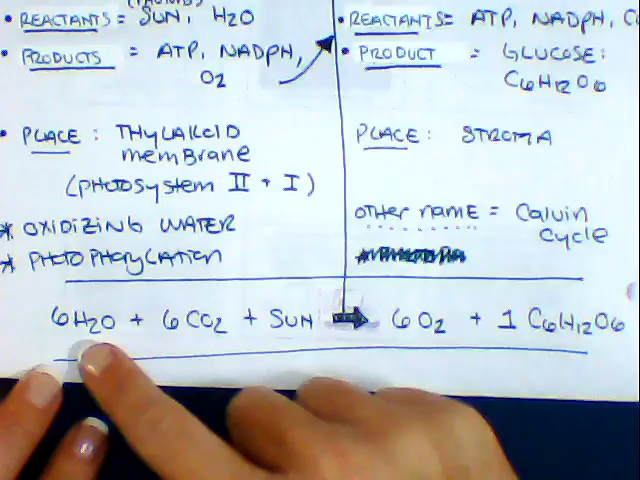 • REACTANTS = SUN, H2O
• PRODUCTS = ATP, NADPH, O2
• PLACE: THYLAKOID
membrane
(PHOTOSYSTEM II + I)
* OXIDIZING WATER
* PHOTOPHORYLATION
• REACTANTS = ATP, NADPH, C
• PRODUCT = GLUCOSE:
C6H12O6
PLACE: STROMA
OTHER NAME = Calvin
cycle
6H2O + 6CO2 + SUN → 6O2 + 1 C6H12O6